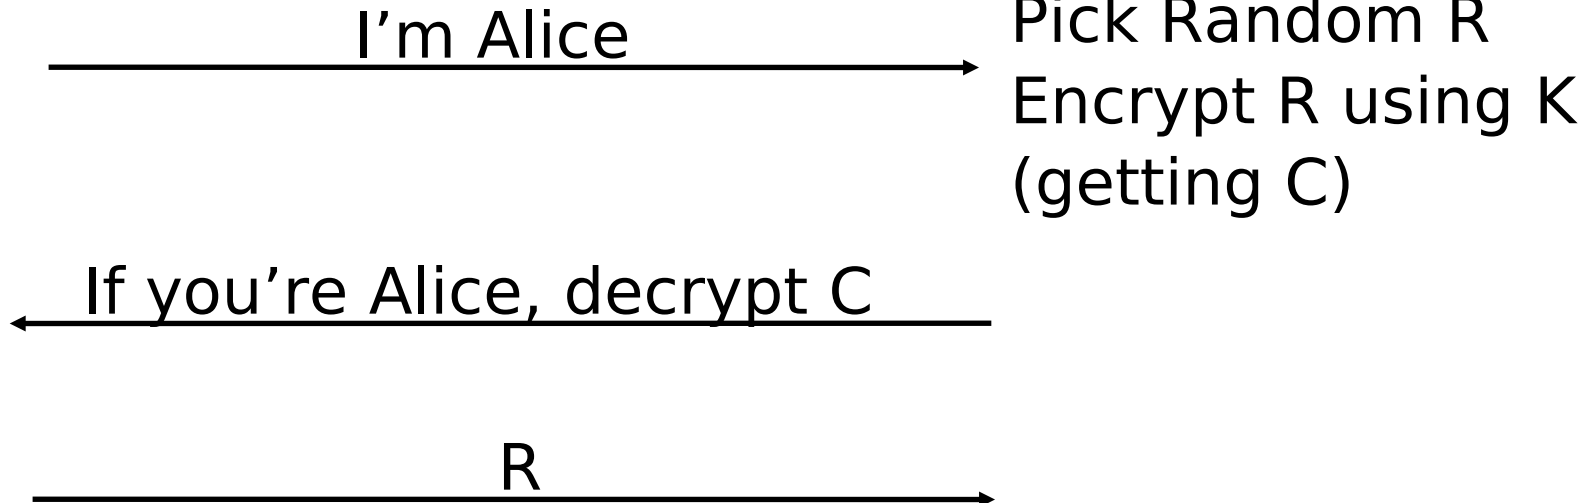 I’m Alice
Pick Random R
Encrypt R using K
(getting C)
If you’re Alice, decrypt C
R